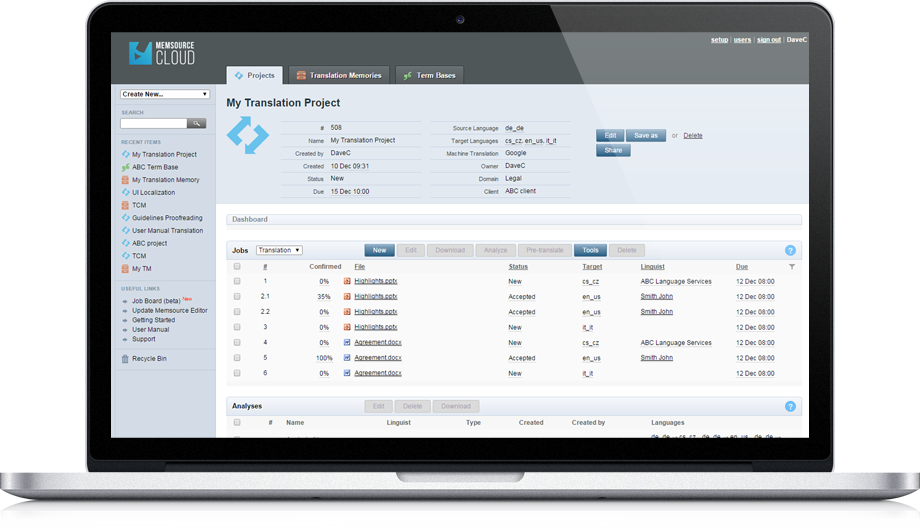 MEMSOURCE
CLOUD
setup | users | sign out | DaveC
Projects
Translation Memories
Term Bases
Create New...
SEARCH
RECENT ITEMS
My Translation Project
ABC Term Base
My Translation Memory
UI Localization
TCM
Guidelines Proofreading
User Manual Translation
ABC project
TCM
My TM
USEFUL LINKS
Job Board (beta) New
Update Memsource Editor
Getting Started
User Manual
Support
Recycle Bin
My Translation Project
# 508
Name My Translation Project
Created by DaveC
Created 10 Dec 09:31
Status New
Due 15 Dec 10:00
Source Language de_de
Target Languages cs_cz, en_us, it_it
Machine Translation Google
Owner DaveC
Domain Legal
Client ABC client
Edit Save as or Delete
Share
Dashboard
Jobs Translation New Edit Download Analyze Pre-translate Tools Delete ?
# Confirmed File Status Target Linguist Due
1 0% Highlights.pptx New cs_cz ABC Language Services 12 Dec 08:00
2.1 35% Highlights.pptx Accepted en_us Smith John 12 Dec 08:00
2.2 0% Highlights.pptx Accepted en_us Smith John 12 Dec 08:00
3 0% Highlights.pptx New it_it 12 Dec 08:00
4 0% Agreement.docx New cs_cz ABC Language Services 12 Dec 08:00
5 100% Agreement.docx Accepted en_us Smith John 12 Dec 08:00
6 0% Agreement.docx New it_it 12 Dec 08:00
Analyses Edit Delete Download ?
# Name Linguist Type Created Created by Languages